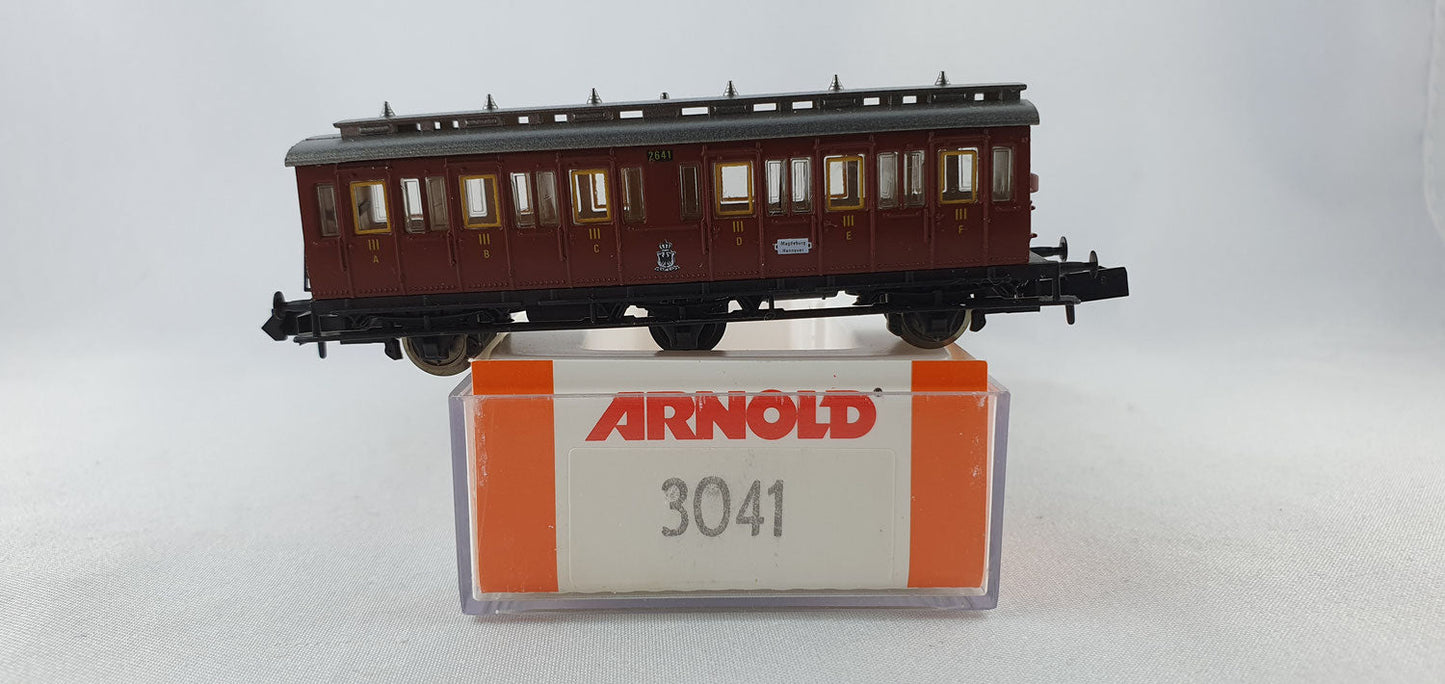 2641
III III III III III III
A B C D E F
Magdeburg
Hannover
ARNOLD
3041